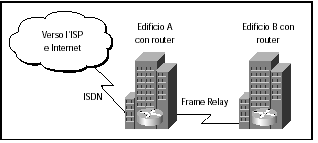 Verso l'ISP
e Internet
Edificio A
con router
Edificio B con
router
ISDN
Frame Relay